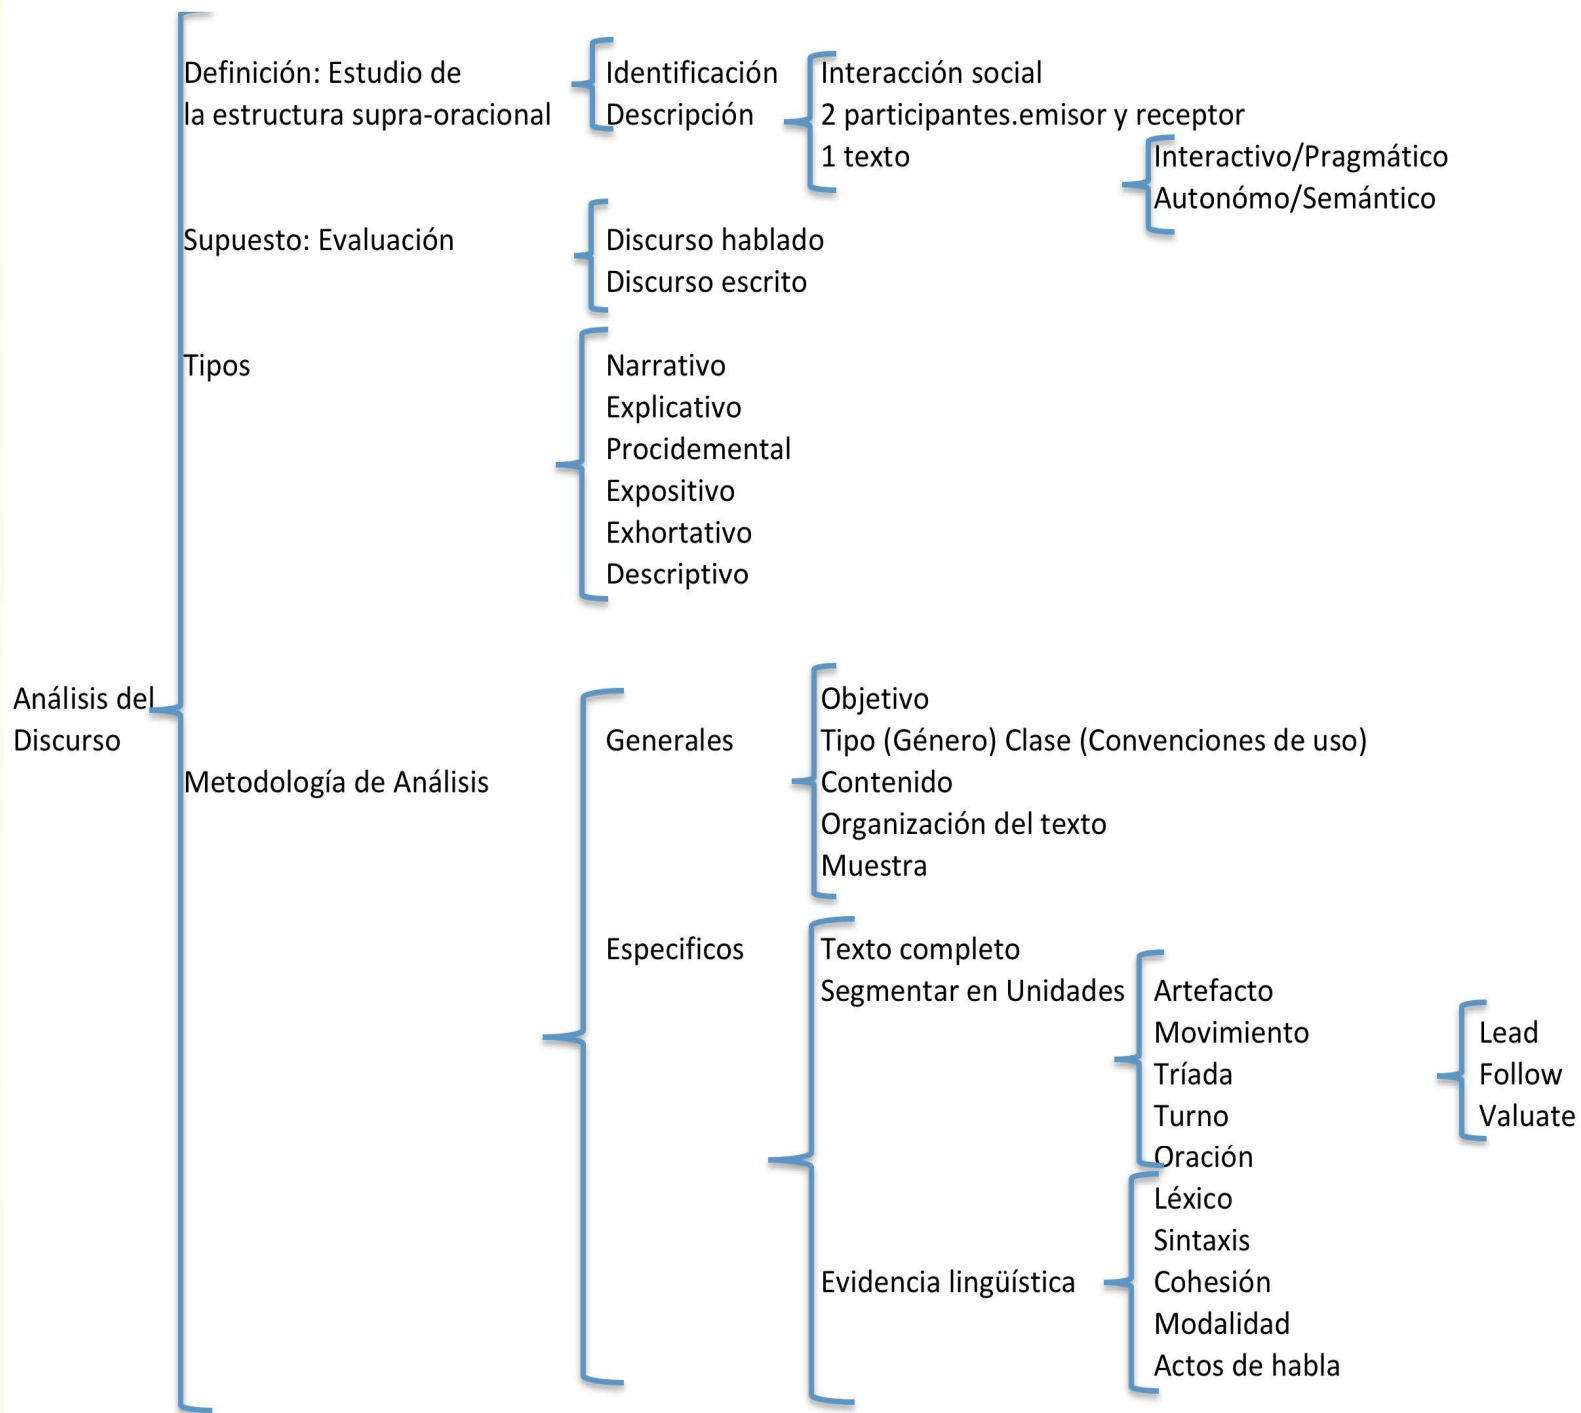 Definición: Estudio de
la estructura supra-oracional
Identificación
Descripción
Interacción social
2 participantes.emisor y receptor
1 texto
Interactivo/Pragmático
Autonómo/Semántico
Supuesto: Evaluación
Discurso hablado
Discurso escrito
Tipos
Narrativo
Explicativo
Procidemental
Expositivo
Exhortativo
Descriptivo
Análisis del
Discurso
Metodología de Análisis
Generales
Objetivo
Tipo (Género) Clase (Convenciones de uso)
Contenido
Organización del texto
Muestra
Especificos
Texto completo
Segmentar en Unidades
Artefacto
Movimiento
Tríada
Turno
Oración
Lead
Follow
Valuate
Evidencia lingüística
Léxico
Sintaxis
Cohesión
Modalidad
Actos de habla